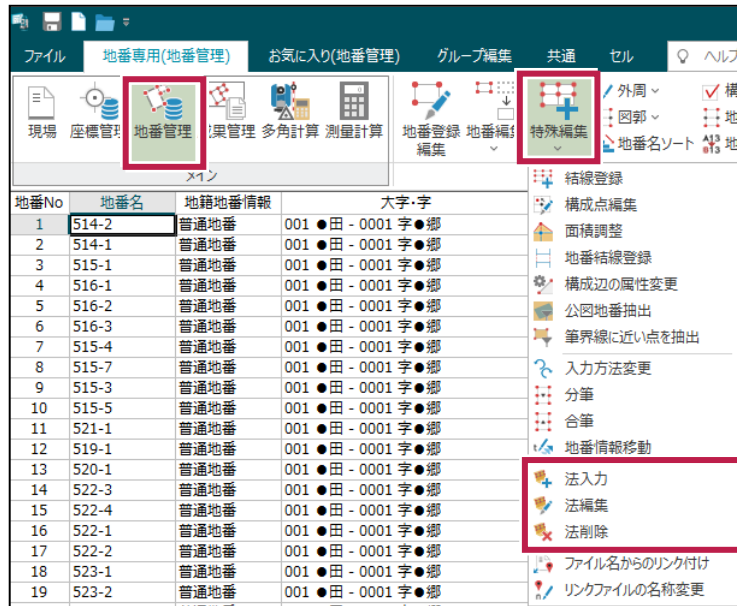 ファイル 地番専用(地番管理) お気に入り(地番管理) グループ編集 共通 セル ヘルプ
現場 座標管理 地番管理 成果管理 多角計算 測量計算 地番登録 編集 地番編集 特殊編集 外周 図郭 地番名ソート 構 地 地
メイン
地番No 地番名 地籍地番情報 大字・字
1 514-2 普通地番 001 ●田 - 0001 字●郷
2 514-1 普通地番 001 ●田 - 0001 字●郷
3 515-1 普通地番 001 ●田 - 0001 字●郷
4 516-1 普通地番 001 ●田 - 0001 字●郷
5 516-2 普通地番 001 ●田 - 0001 字●郷
6 516-3 普通地番 001 ●田 - 0001 字●郷
7 515-4 普通地番 001 ●田 - 0001 字●郷
8 515-7 普通地番 001 ●田 - 0001 字●郷
9 515-3 普通地番 001 ●田 - 0001 字●郷
10 515-5 普通地番 001 ●田 - 0001 字●郷
11 521-1 普通地番 001 ●田 - 0001 字●郷
12 519-1 普通地番 001 ●田 - 0001 字●郷
13 520-1 普通地番 001 ●田 - 0001 字●郷
14 522-3 普通地番 001 ●田 - 0001 字●郷
15 522-4 普通地番 001 ●田 - 0001 字●郷
16 522-1 普通地番 001 ●田 - 0001 字●郷
17 522-2 普通地番 001 ●田 - 0001 字●郷
18 523-1 普通地番 001 ●田 - 0001 字●郷
19 523-2 普通地番 001 ●田 - 0001 字●郷
結線登録
構成点編集
面積調整
地番結線登録
構成辺の属性変更
公図地番抽出
筆界線に近い点を抽出
入力方法変更
分筆
合筆
地番情報移動
法入力
法編集
法削除
ファイル名からのリンク付け
リンクファイルの名称変更